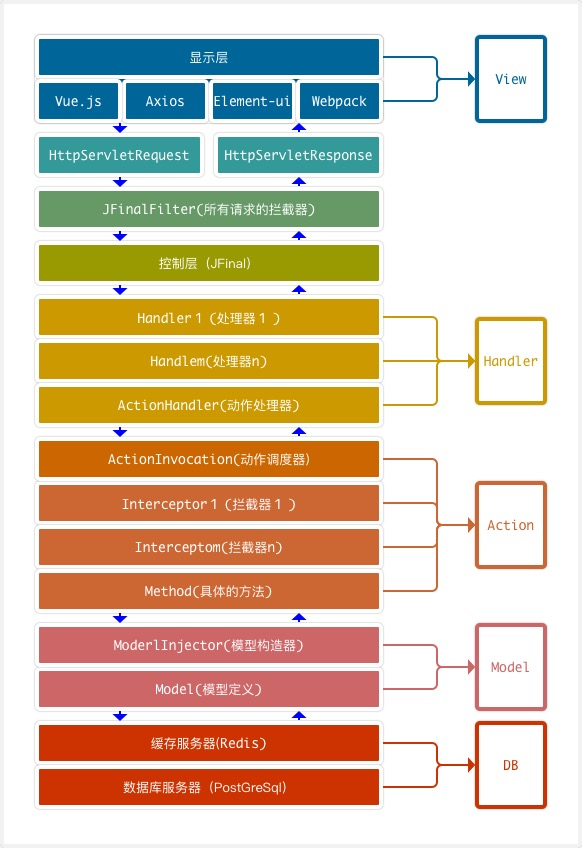 显示层
View
Vue.js
Axios
Element-ui
Webpack
HttpServletRequest
HttpServletResponse
JFinalFilter(所有请求的拦截器)
控制层（JFinal）
Handler１（处理器１）
Handlem(处理器n)
Handler
ActionHandler(动作处理器)
ActionInvocation(动作调度器)
Interceptor１（拦截器１）
Action
Interceptom(拦截器n)
Method(具体的方法)
ModerlInjector(模型构造器)
Model
Model(模型定义)
缓存服务器(Redis)
DB
数据库服务器（PostGreSql）